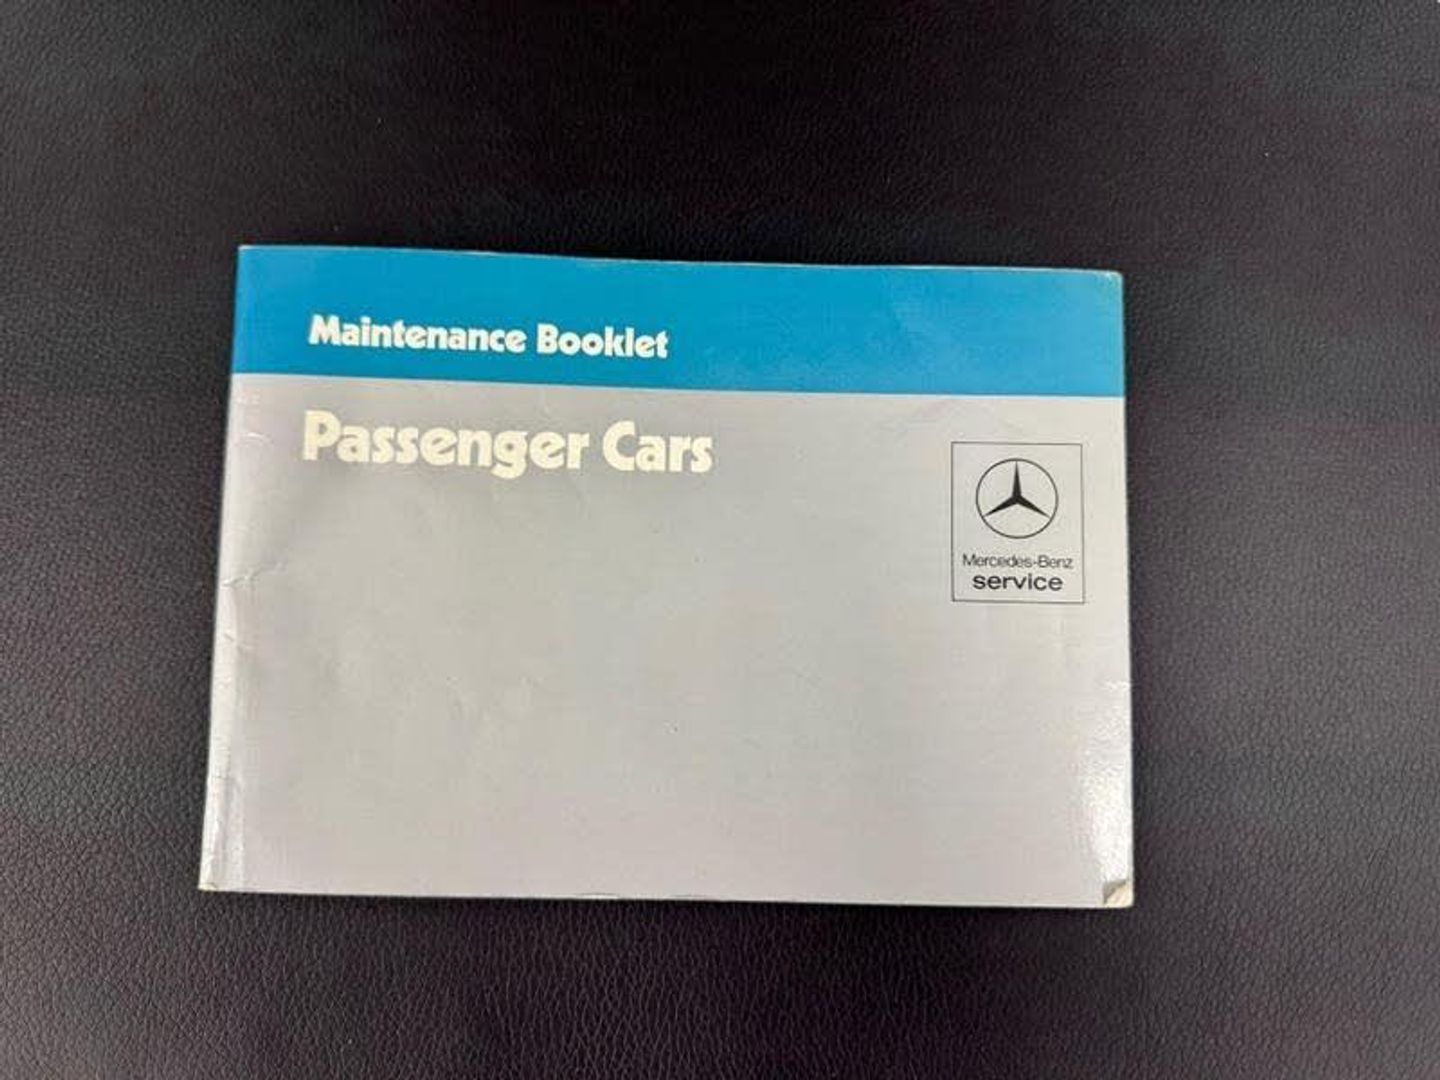 Maintenance Booklet
Passenger Cars
Mercedes-Benz
service